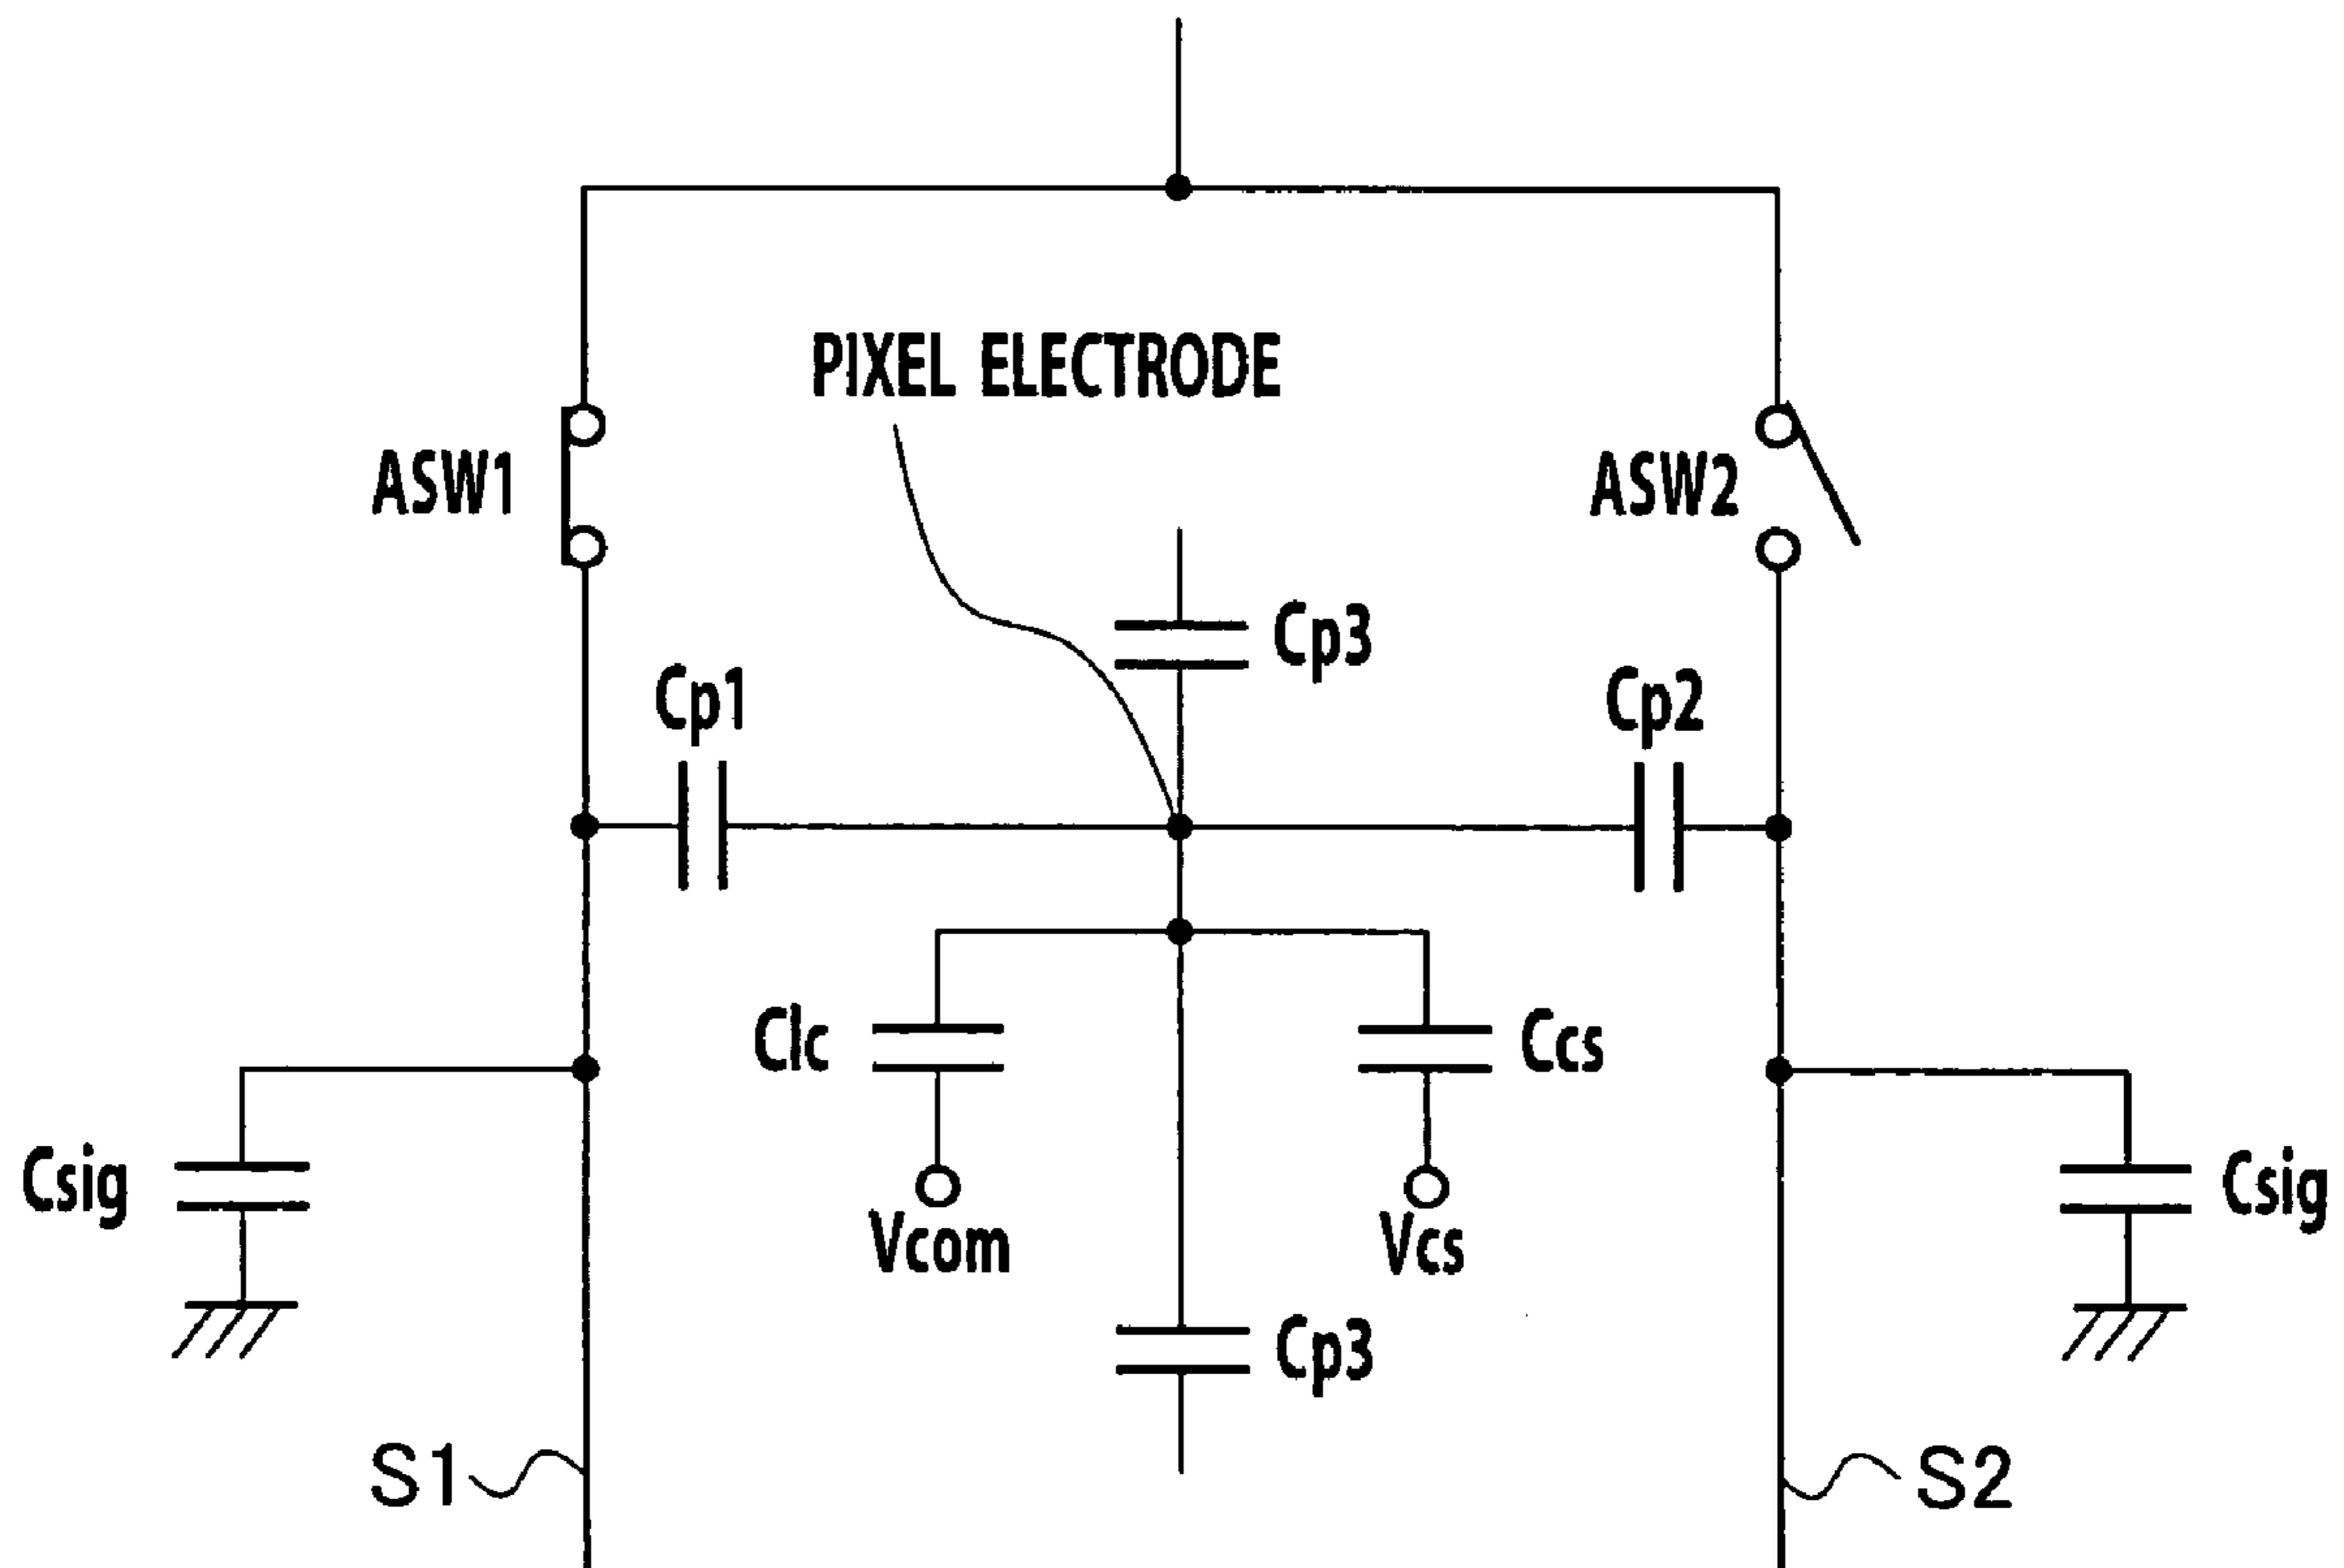 PIXEL ELECTRODE
ASW1
ASW2
Cp3
Cp1
Cp2
Clc
Ccs
Csig
Csig
Vcom
Vcs
Cp3
S1
S2